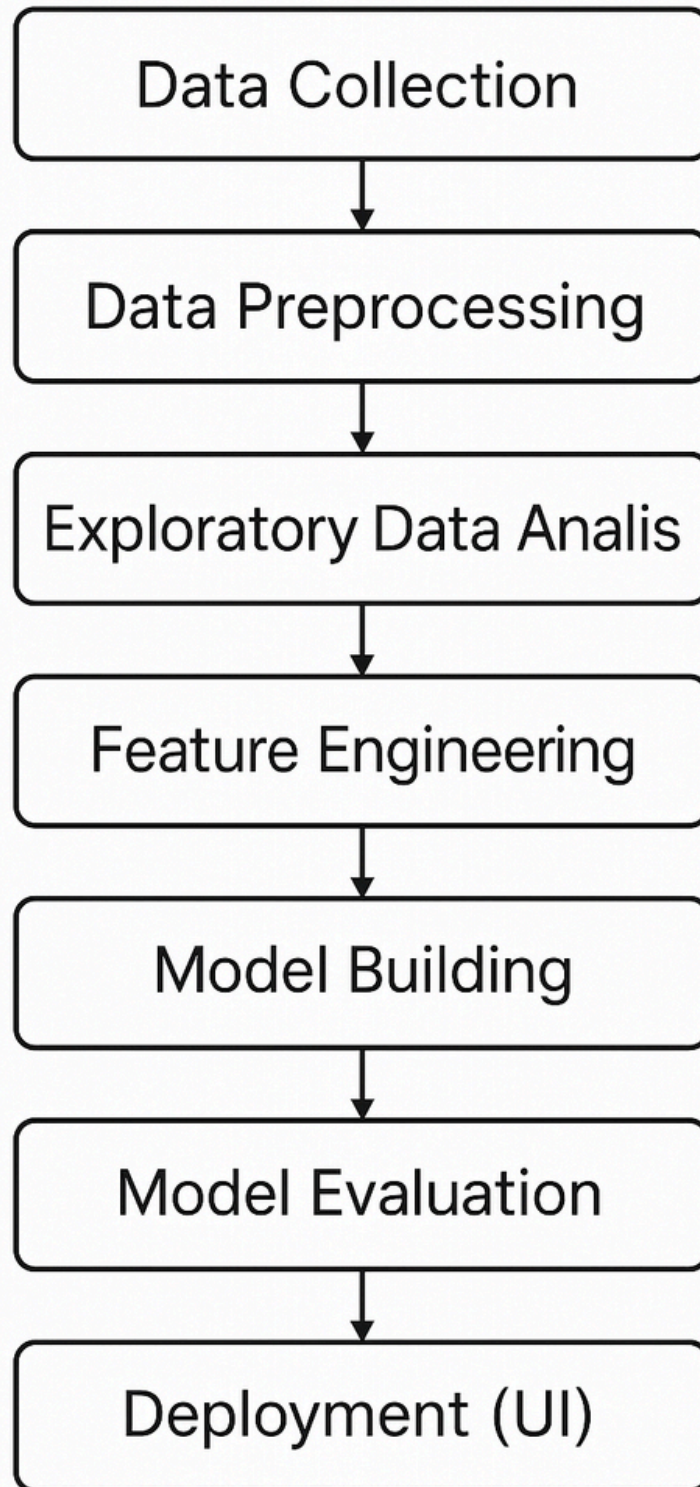 Data Collection
Data Preprocessing
Exploratory Data Analis
Feature Engineering
Model Building
Model Evaluation
Deployment (UI)